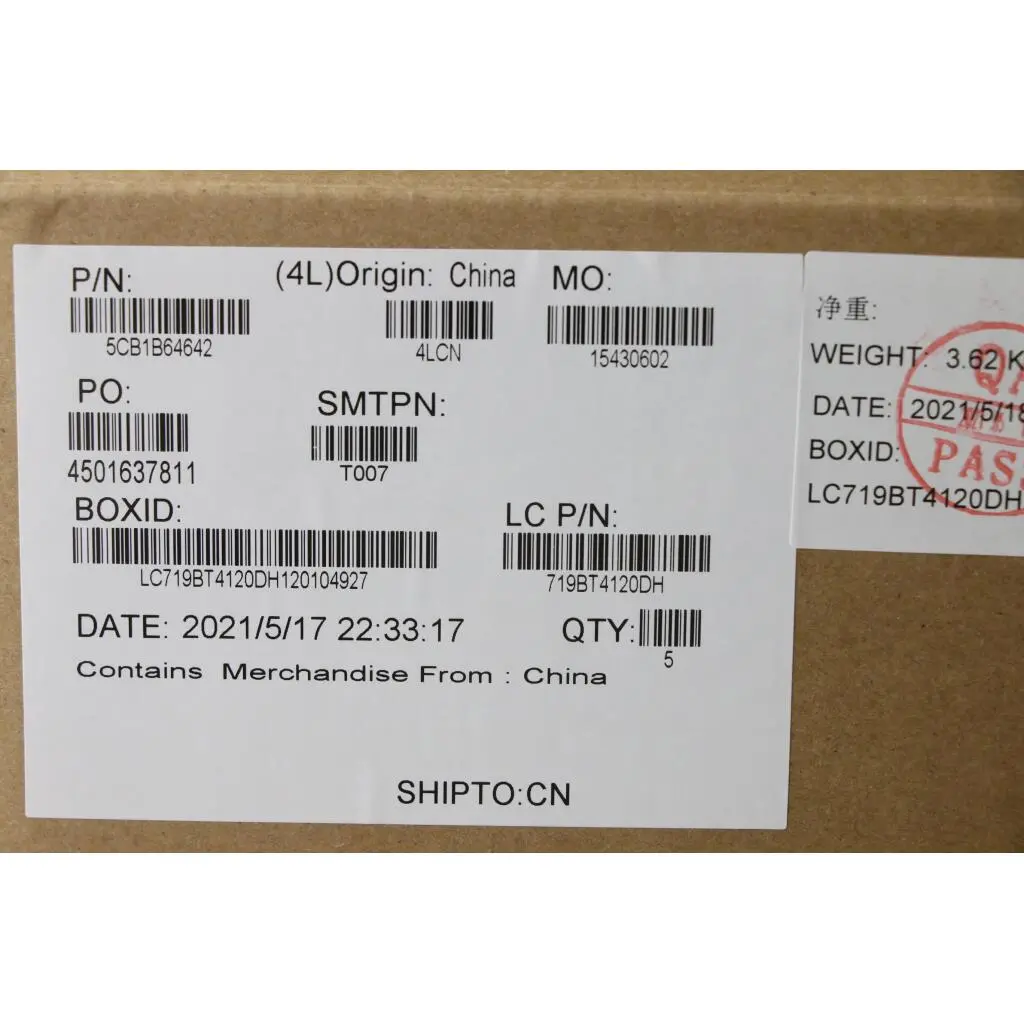 P/N:
(4L)Origin: China
MO:
5CB1B64642
4LCN
15430602
PO:
SMTPN:
4501637811
T007
BOXID:
LC P/N:
LC719BT4120DH120104927
719BT4120DH
DATE: 2021/5/17 22:33:17
QTY:
5
Contains Merchandise From : China
SHIPTO:CN
净重:
WEIGHT: 3.62 K
DATE: 2021/5/18
BOXID:
LC719BT4120DH
PASS